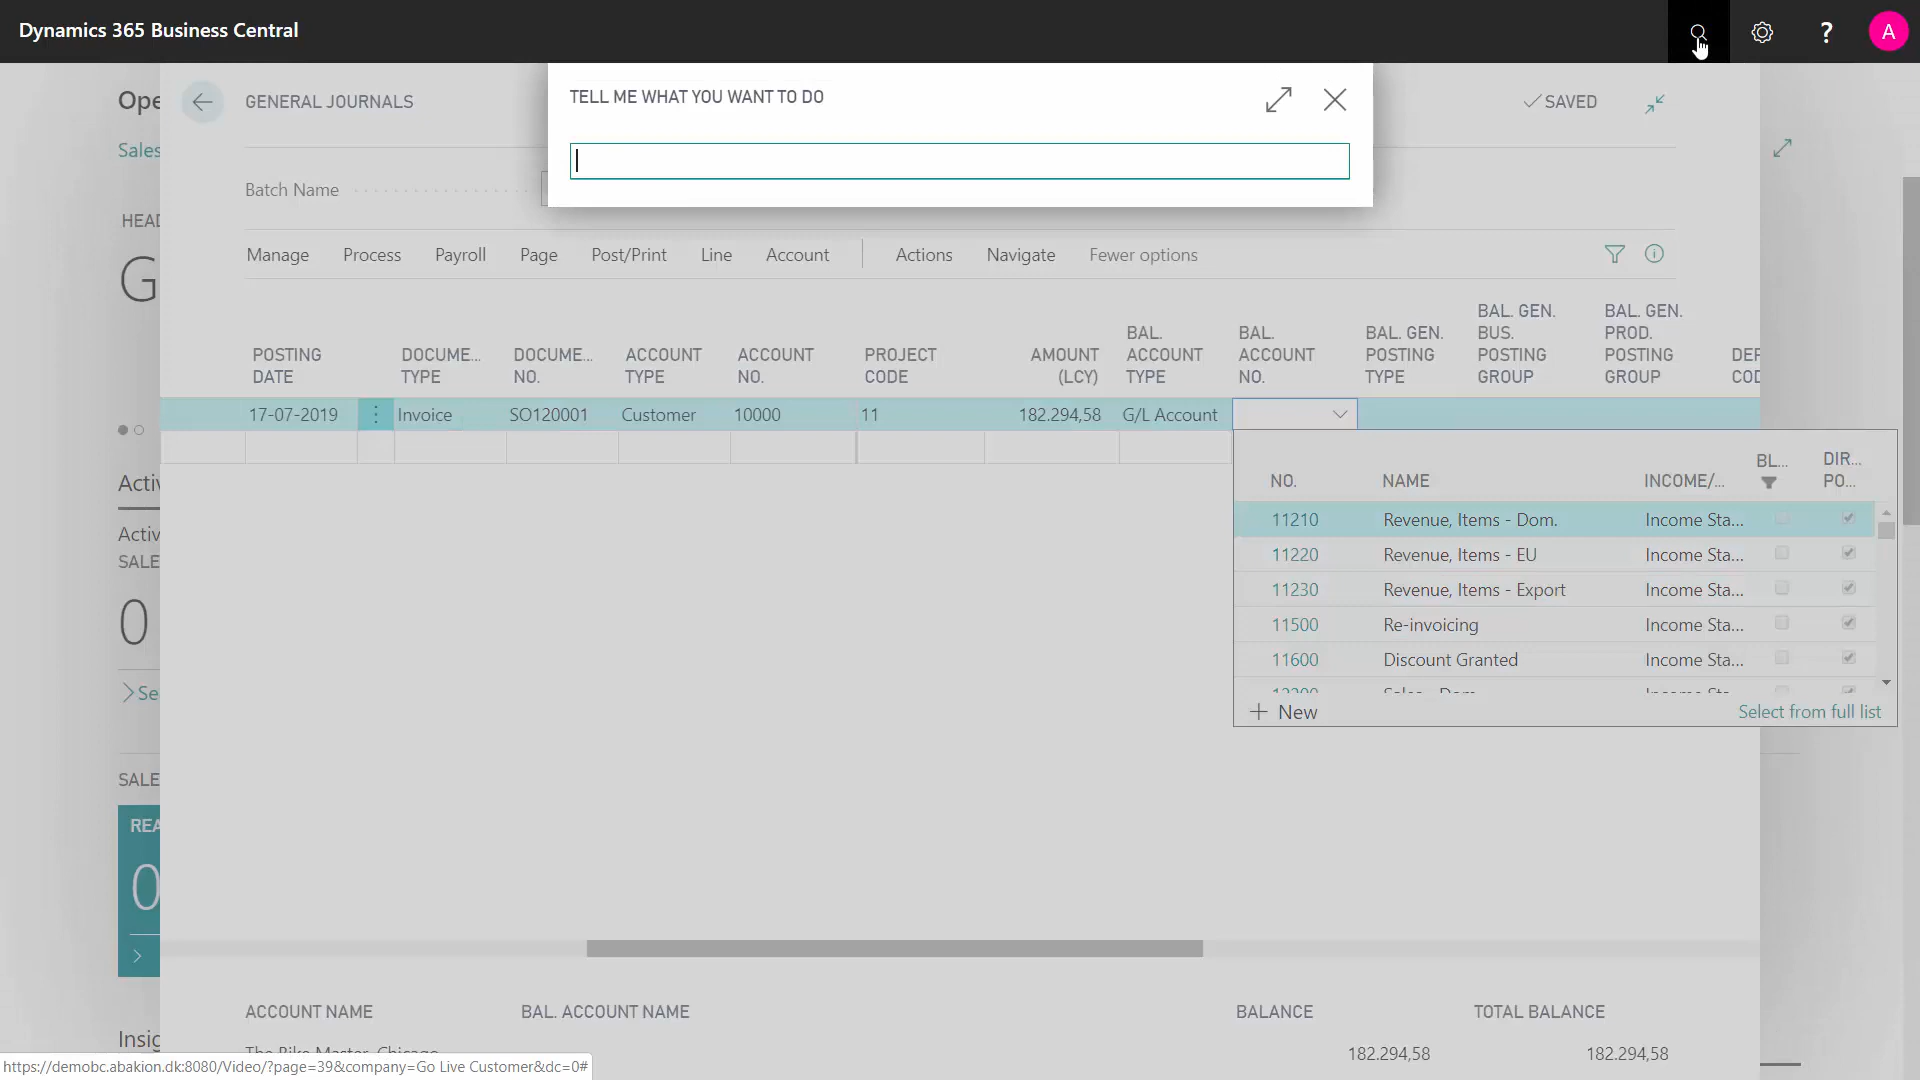 Dynamics 365 Business Central
A
Ope
GENERAL JOURNALS
TELL ME WHAT YOU WANT TO DO
SAVED
Sales
Batch Name
HEAD
G
Manage Process Payroll Page Post/Print Line Account Actions Navigate Fewer options
POSTING DATE DOCUME... TYPE DOCUME... NO. ACCOUNT TYPE ACCOUNT NO. PROJECT CODE AMOUNT (LCY) BAL. ACCOUNT TYPE BAL. ACCOUNT NO. BAL. GEN. POSTING TYPE BAL. GEN. BUS. POSTING GROUP BAL. GEN. PROD. POSTING GROUP
17-07-2019 Invoice SO120001 Customer 10000 11 182.294,58 G/L Account
NO. NAME INCOME/... BL... DIR... PO...
11210 Revenue, Items - Dom. Income Sta...
11220 Revenue, Items - EU Income Sta...
11230 Revenue, Items - Export Income Sta...
11500 Re-invoicing Income Sta...
11600 Discount Granted Income Sta...
New Select from full list
Activ
Activ
SALE
0
Se
SALE
REA
0
ACCOUNT NAME BAL. ACCOUNT NAME BALANCE TOTAL BALANCE
182.294,58 182.294,58
Insig
https://demobc.abakion.dk:8080/Video/?page=39&company=Go Live Customer&dc=0#